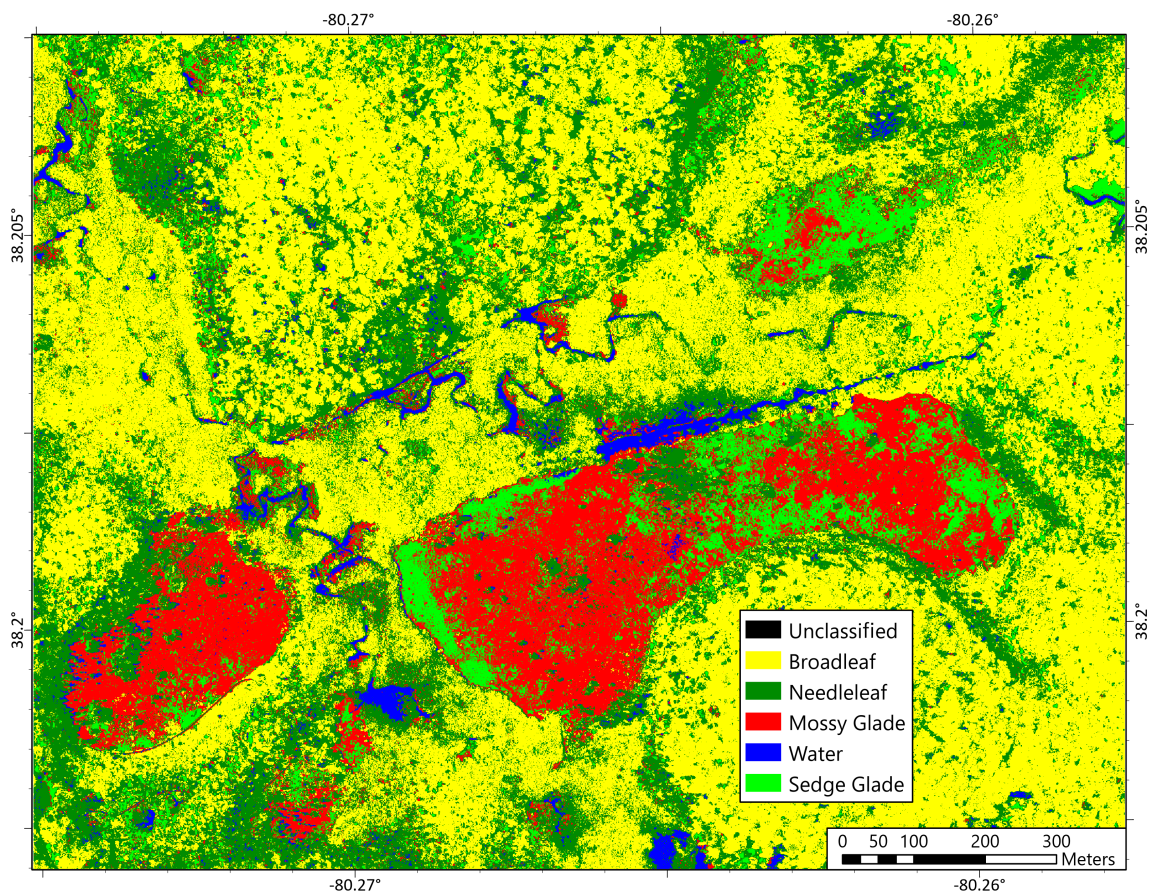 -80.27° -80.26°
38.205° 38.205°
38.2° 38.2°
Unclassified
Broadleaf
Needleleaf
Mossy Glade
Water
Sedge Glade
0 50 100 200 300
Meters
-80.27° -80.26°